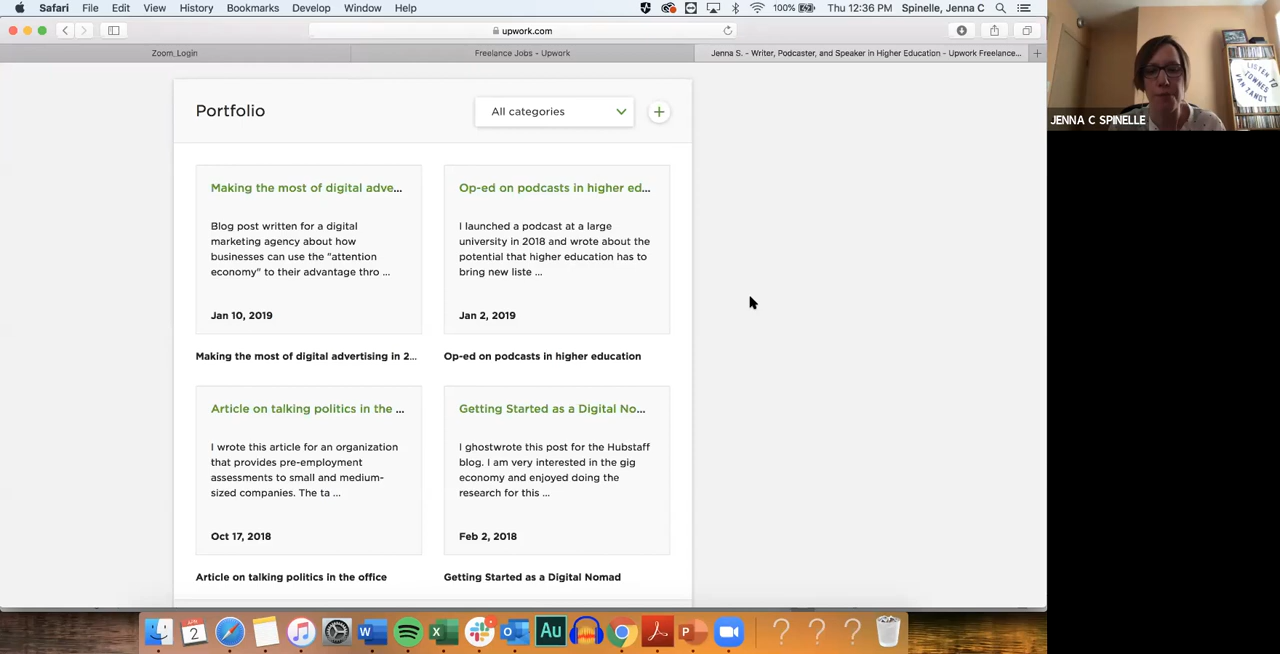 Safari File Edit View History Bookmarks Develop Window Help 100% Thu 12:36 PM Spinelle, Jenna C
upwork.com
Zoom_Login
Freelance Jobs - Upwork
Jenna S. - Writer, Podcaster, and Speaker in Higher Education - Upwork Freelance...
JENNA C SPINELLE
LISTEN TO
TOWNES
VAN ZANDT
Portfolio
All categories
Making the most of digital adve...
Blog post written for a digital
marketing agency about how
businesses can use the "attention
economy" to their advantage thro ...
Jan 10, 2019
Making the most of digital advertising in 2...
Op-ed on podcasts in higher ed...
I launched a podcast at a large
university in 2018 and wrote about the
potential that higher education has to
bring new liste ...
Jan 2, 2019
Op-ed on podcasts in higher education
Article on talking politics in the ...
I wrote this article for an organization
that provides pre-employment
assessments to small and medium-
sized companies. The ta ...
Oct 17, 2018
Article on talking politics in the office
Getting Started as a Digital No...
I ghostwrote this post for the Hubstaff
blog. I am very interested in the gig
economy and enjoyed doing the
research for this ...
Feb 2, 2018
Getting Started as a Digital Nomad
2
W
X
O
Au
P
? ? ?